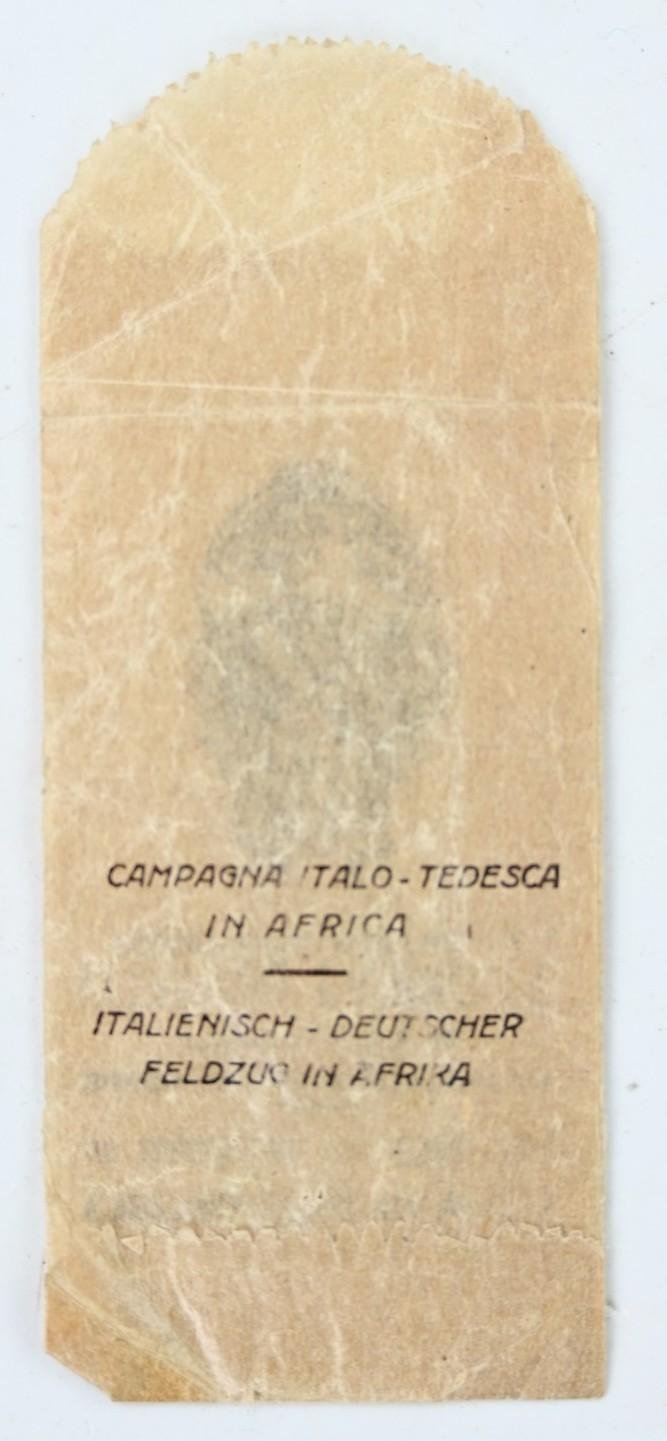 CAMPAGNA ITALO - TEDESCA
IN AFRICA
ITALIENISCH - DEUTSCHER
FELDZUG IN AFRIKA